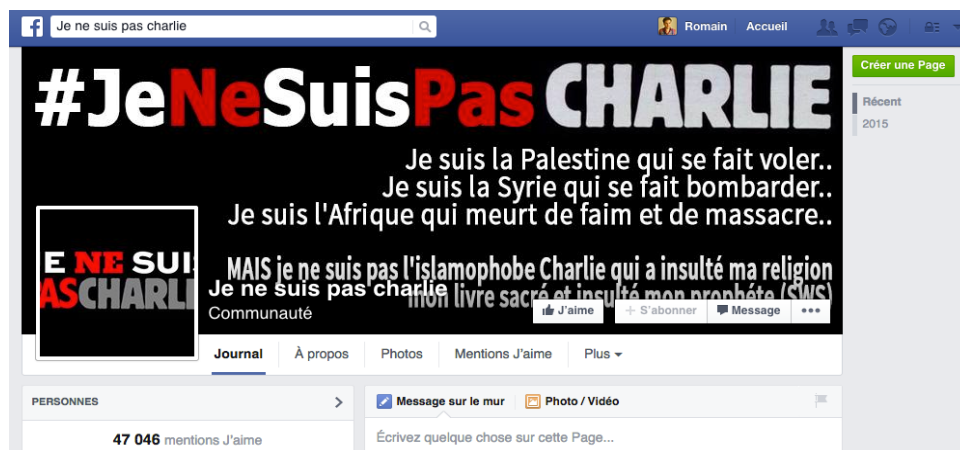 f
Je ne suis pas charlie
Romain
Accueil
Créer une Page
Récent
2015
#JeNeSuisPas CHARLIE
Je suis la Palestine qui se fait voler..
Je suis la Syrie qui se fait bombarder..
Je suis l'Afrique qui meurt de faim et de massacre..
MAIS je ne suis pas l'islamophobe Charlie qui a insulté ma religion
mon livre sacré et insulté mon prophéte (SWS)
E NE SUI
ASCHARLI
Je ne suis pas charlie
Communauté
J'aime
+ S'abonner
Message
•••
Journal
À propos
Photos
Mentions J'aime
Plus
PERSONNES
47 046 mentions J'aime
Message sur le mur
Photo / Vidéo
Écrivez quelque chose sur cette Page...